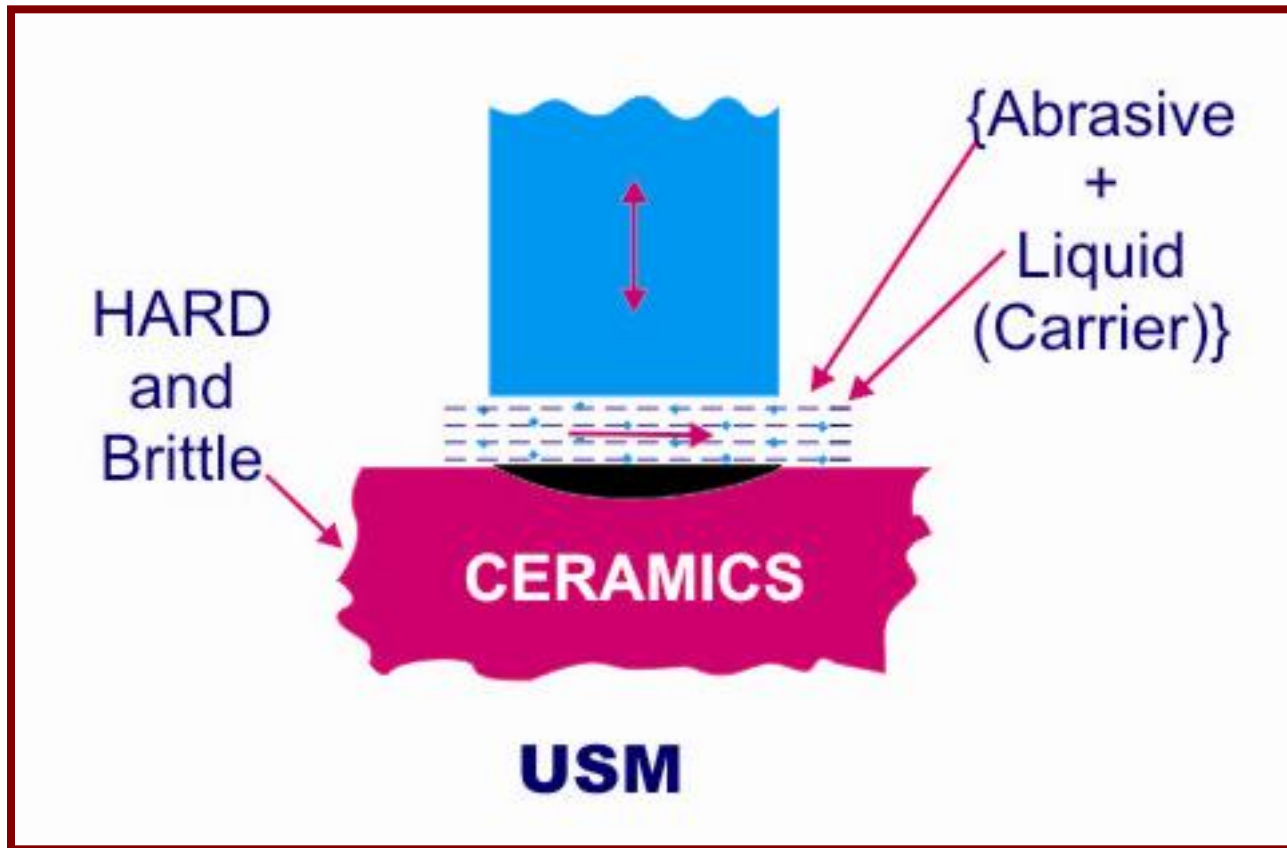 {Abrasive
+
Liquid
(Carrier)}
HARD
and
Brittle
CERAMICS
USM